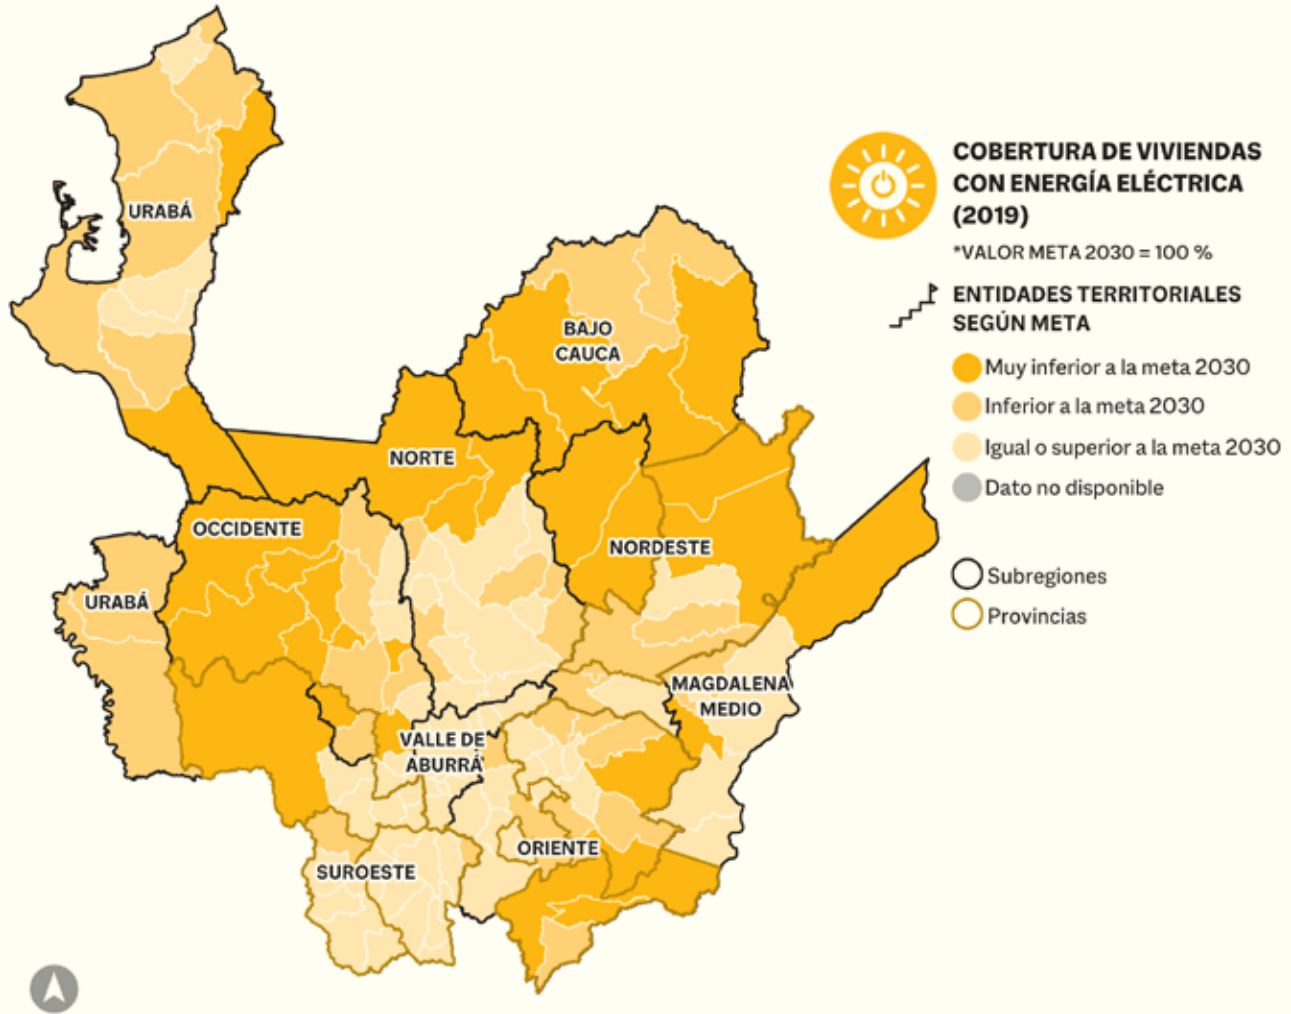 COBERTURA DE VIVIENDAS
CON ENERGÍA ELÉCTRICA
(2019)
*VALOR META 2030 = 100 %
ENTIDADES TERRITORIALES
SEGÚN META
Muy inferior a la meta 2030
Inferior a la meta 2030
Igual o superior a la meta 2030
Dato no disponible
Subregiones
Provincias
URABÁ
BAJO
CAUCA
NORTE
OCCIDENTE
NORDESTE
URABÁ
MAGDALENA
MEDIO
VALLE DE
ABURRÁ
ORIENTE
SUROESTE